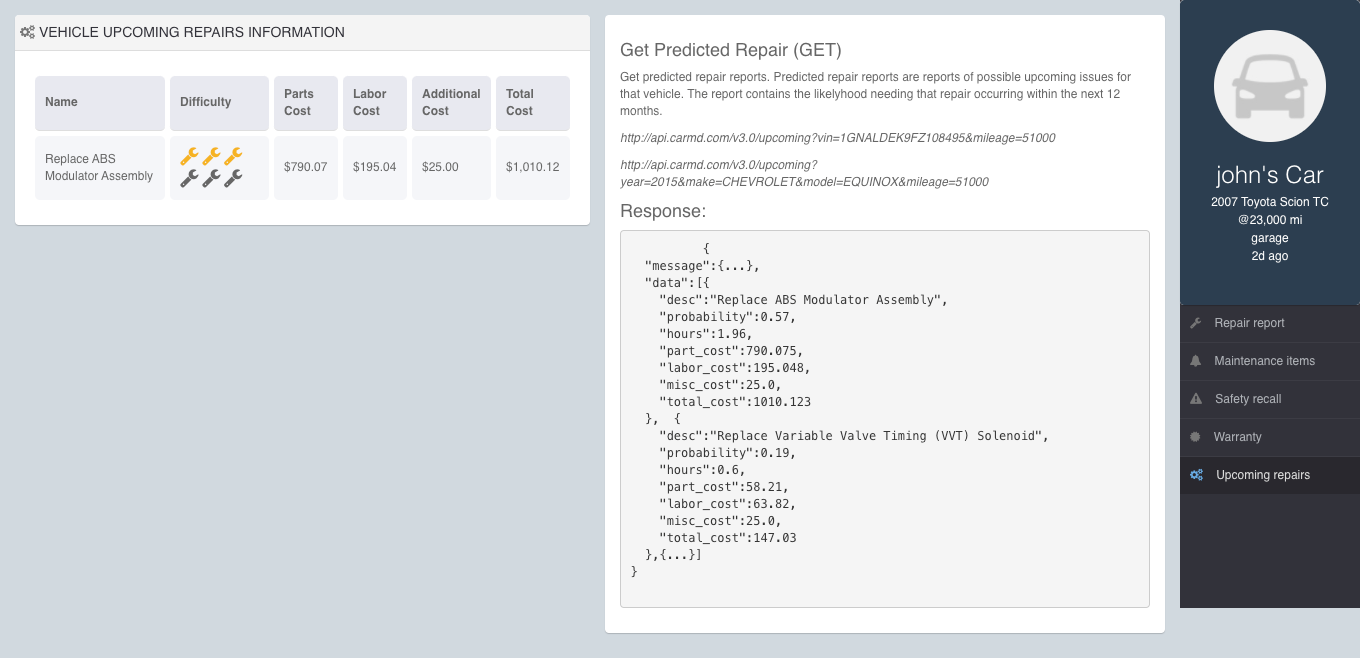 VEHICLE UPCOMING REPAIRS INFORMATION
Name Difficulty Parts Cost Labor Cost Additional Cost Total Cost
Replace ABS Modulator Assembly $790.07 $195.04 $25.00 $1,010.12
Get Predicted Repair (GET)
Get predicted repair reports. Predicted repair reports are reports of possible upcoming issues for
that vehicle. The report contains the likelyhood needing that repair occurring within the next 12
months.
http://api.carmd.com/v3.0/upcoming?vin=1GNALDEK9FZ108495&mileage=51000
http://api.carmd.com/v3.0/upcoming?
year=2015&make=CHEVROLET&model=EQUINOX&mileage=51000
Response:
{
"message":{...},
"data":[{
"desc":"Replace ABS Modulator Assembly",
"probability":0.57,
"hours":1.96,
"part_cost":790.075,
"labor_cost":195.048,
"misc_cost":25.0,
"total_cost":1010.123
}, {
"desc":"Replace Variable Valve Timing (VVT) Solenoid",
"probability":0.19,
"hours":0.6,
"part_cost":58.21,
"labor_cost":63.82,
"misc_cost":25.0,
"total_cost":147.03
},{...}]
}
john's Car
2007 Toyota Scion TC
@23,000 mi
garage
2d ago
Repair report
Maintenance items
Safety recall
Warranty
Upcoming repairs